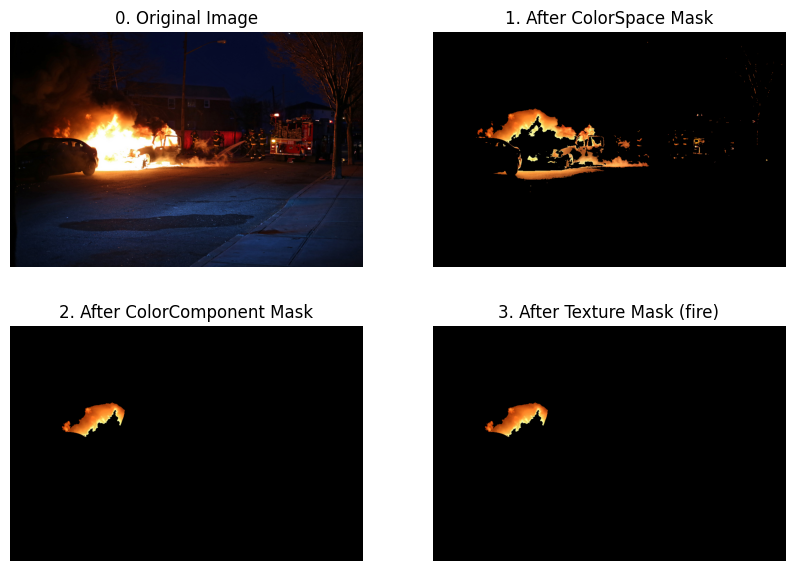 0. Original Image
1. After ColorSpace Mask
2. After ColorComponent Mask
3. After Texture Mask (fire)